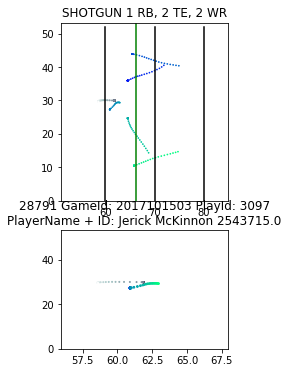 SHOTGUN 1 RB, 2 TE, 2 WR
50
40
30
20
10
0
60 70 80
28791 GameId: 2017101503 PlayId: 3097
PlayerName + ID: Jerick McKinnon 2543715.0
40
20
0
57.5 60.0 62.5 65.0 67.5